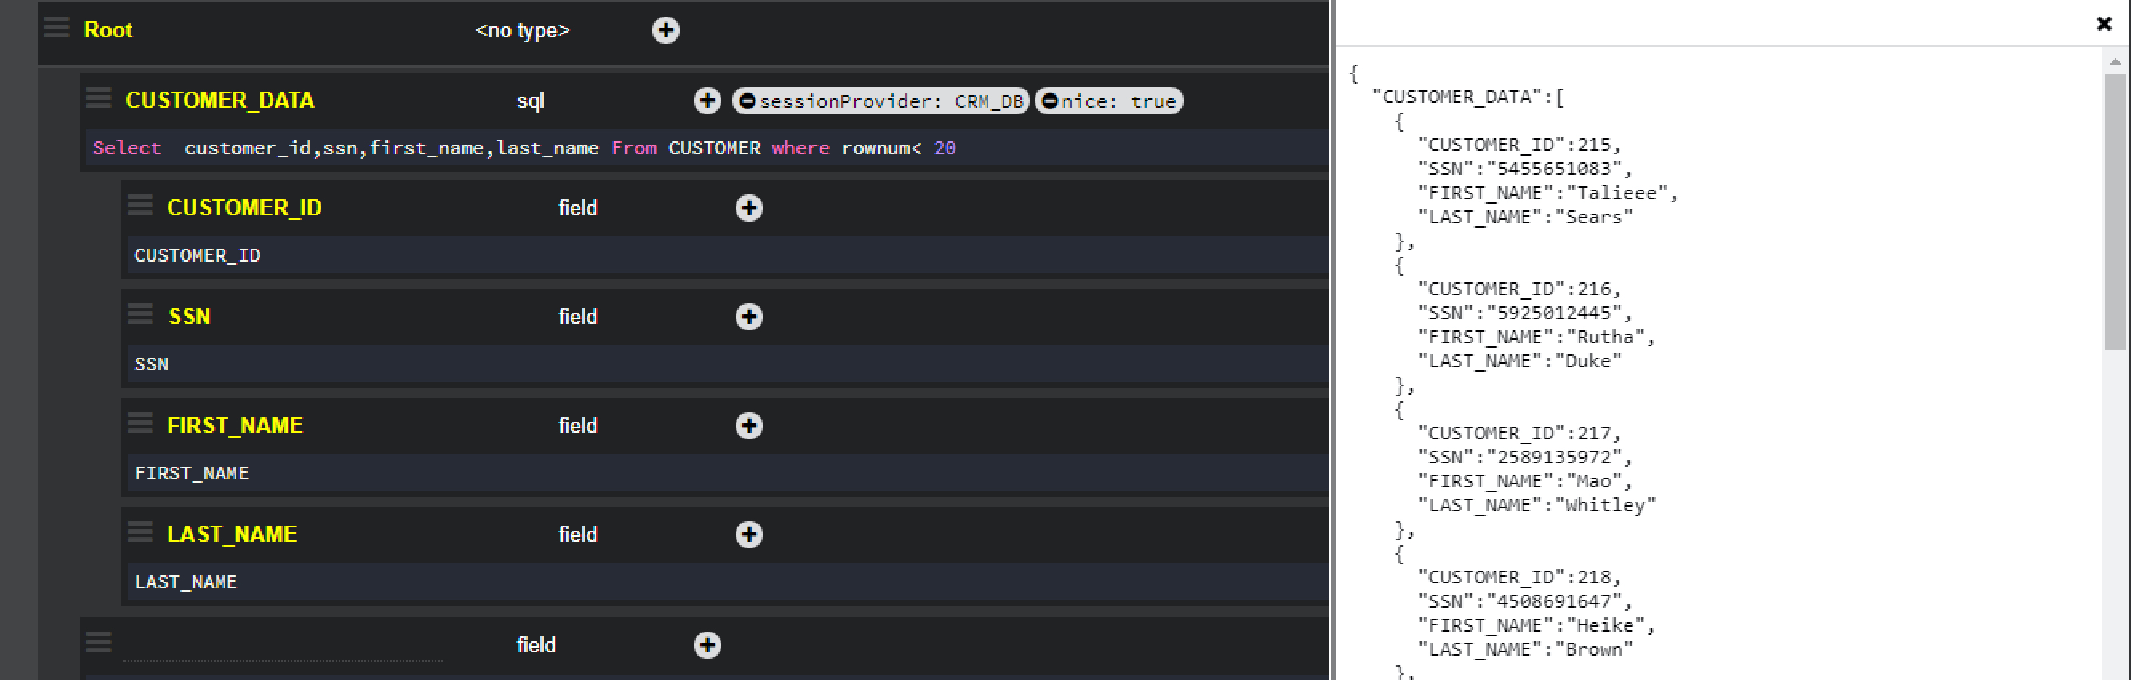 Root <no type>
CUSTOMER_DATA sql sessionProvider: CRM_DB nice: true
Select customer_id,ssn,first_name,last_name From CUSTOMER where rownum< 20
CUSTOMER_ID field
CUSTOMER_ID
SSN field
SSN
FIRST_NAME field
FIRST_NAME
LAST_NAME field
LAST_NAME
field
{
"CUSTOMER_DATA":[
{
"CUSTOMER_ID":215,
"SSN":"5455651083",
"FIRST_NAME":"Talieee",
"LAST_NAME":"Sears"
},
{
"CUSTOMER_ID":216,
"SSN":"5925012445",
"FIRST_NAME":"Rutha",
"LAST_NAME":"Duke"
},
{
"CUSTOMER_ID":217,
"SSN":"2589135972",
"FIRST_NAME":"Mao",
"LAST_NAME":"Whitley"
},
{
"CUSTOMER_ID":218,
"SSN":"4508691647",
"FIRST_NAME":"Heike",
"LAST_NAME":"Brown"
},